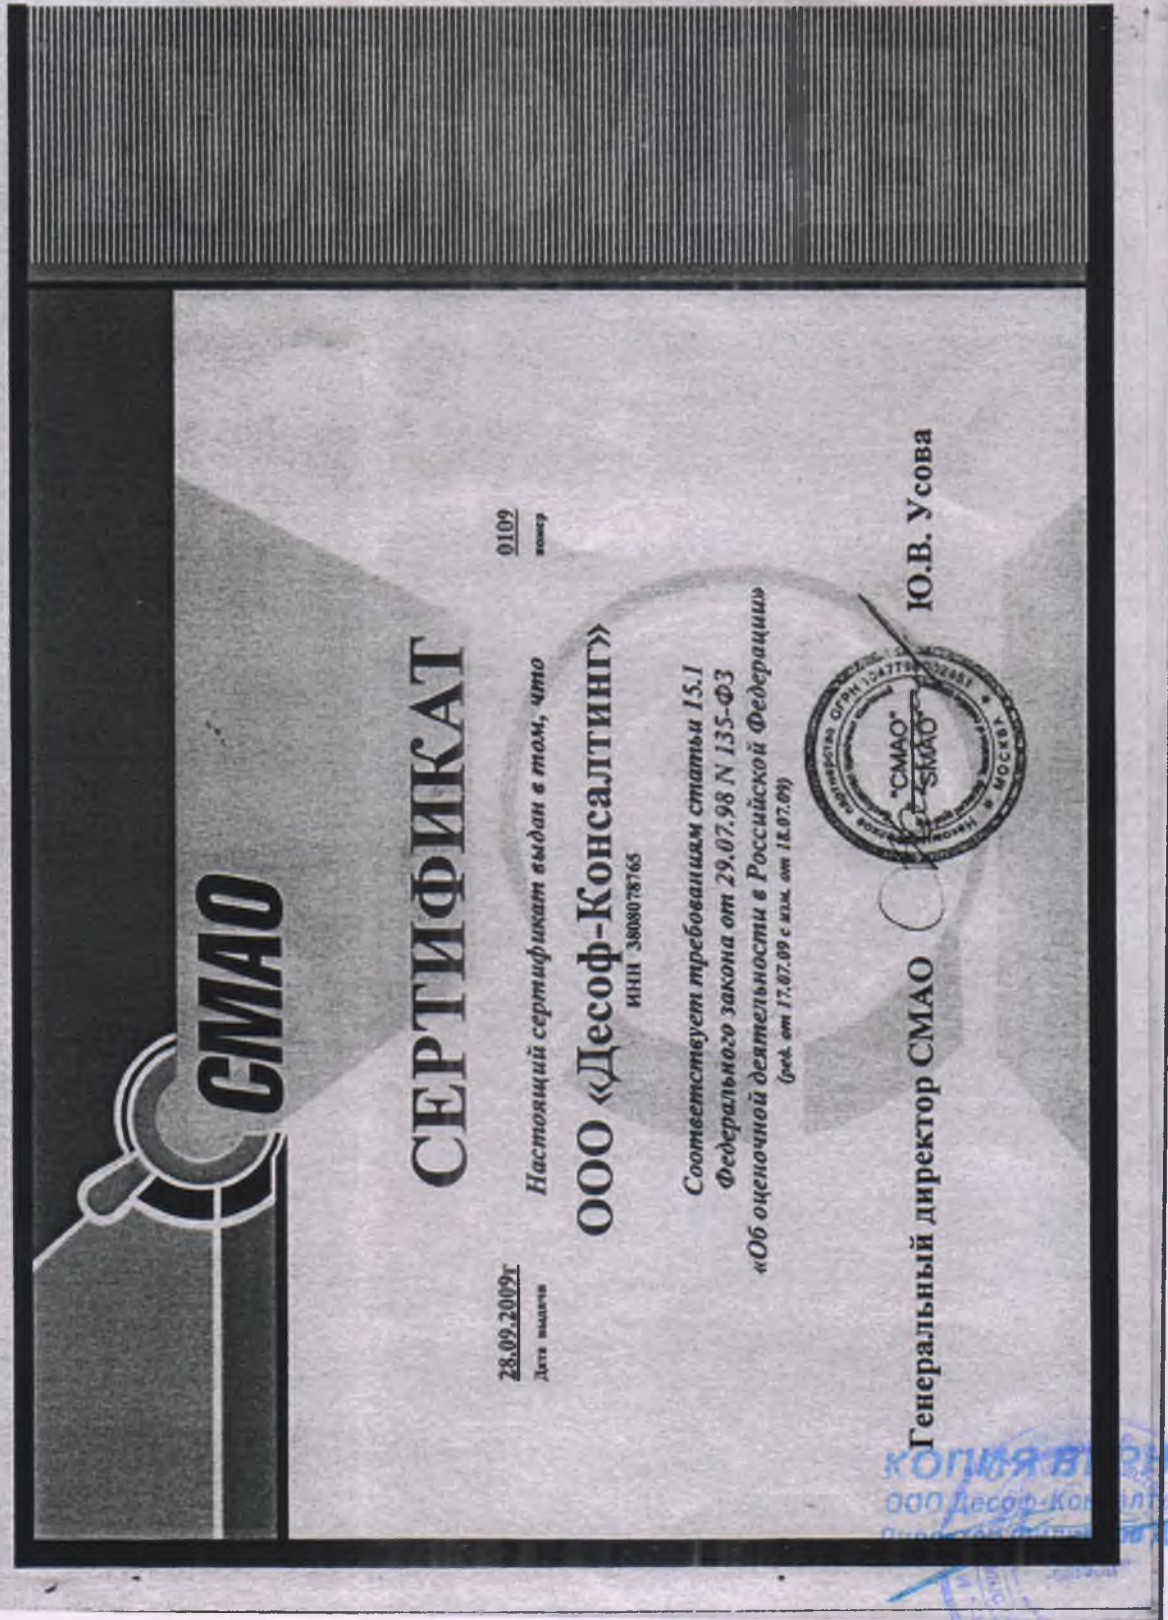 СМАО
СЕРТИФИКАТ
28.09.2009г
Дата выдачи
0109
номер
Настоящий сертификат выдан в том, что
ООО «Десоф-Консалтинг»
ИНН 3808078765
Соответствует требованиям статьи 15.1
Федерального закона от 29.07.98 N 135-ФЗ
«Об оценочной деятельности в Российской Федерации»
(ред. от 17.07.09 с изм. от 18.07.09)
Генеральный директор СМАО
Ю.В. Усова
"СМАО"
"SMAO"
МОСКВА
КОПИЯ
ООО Десоф-